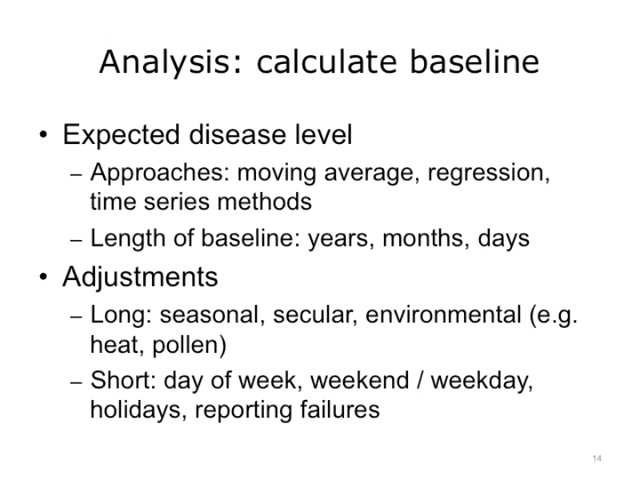 Analysis: calculate baseline
• Expected disease level
– Approaches: moving average, regression,
time series methods
– Length of baseline: years, months, days
• Adjustments
– Long: seasonal, secular, environmental (e.g.
heat, pollen)
– Short: day of week, weekend / weekday,
holidays, reporting failures
14